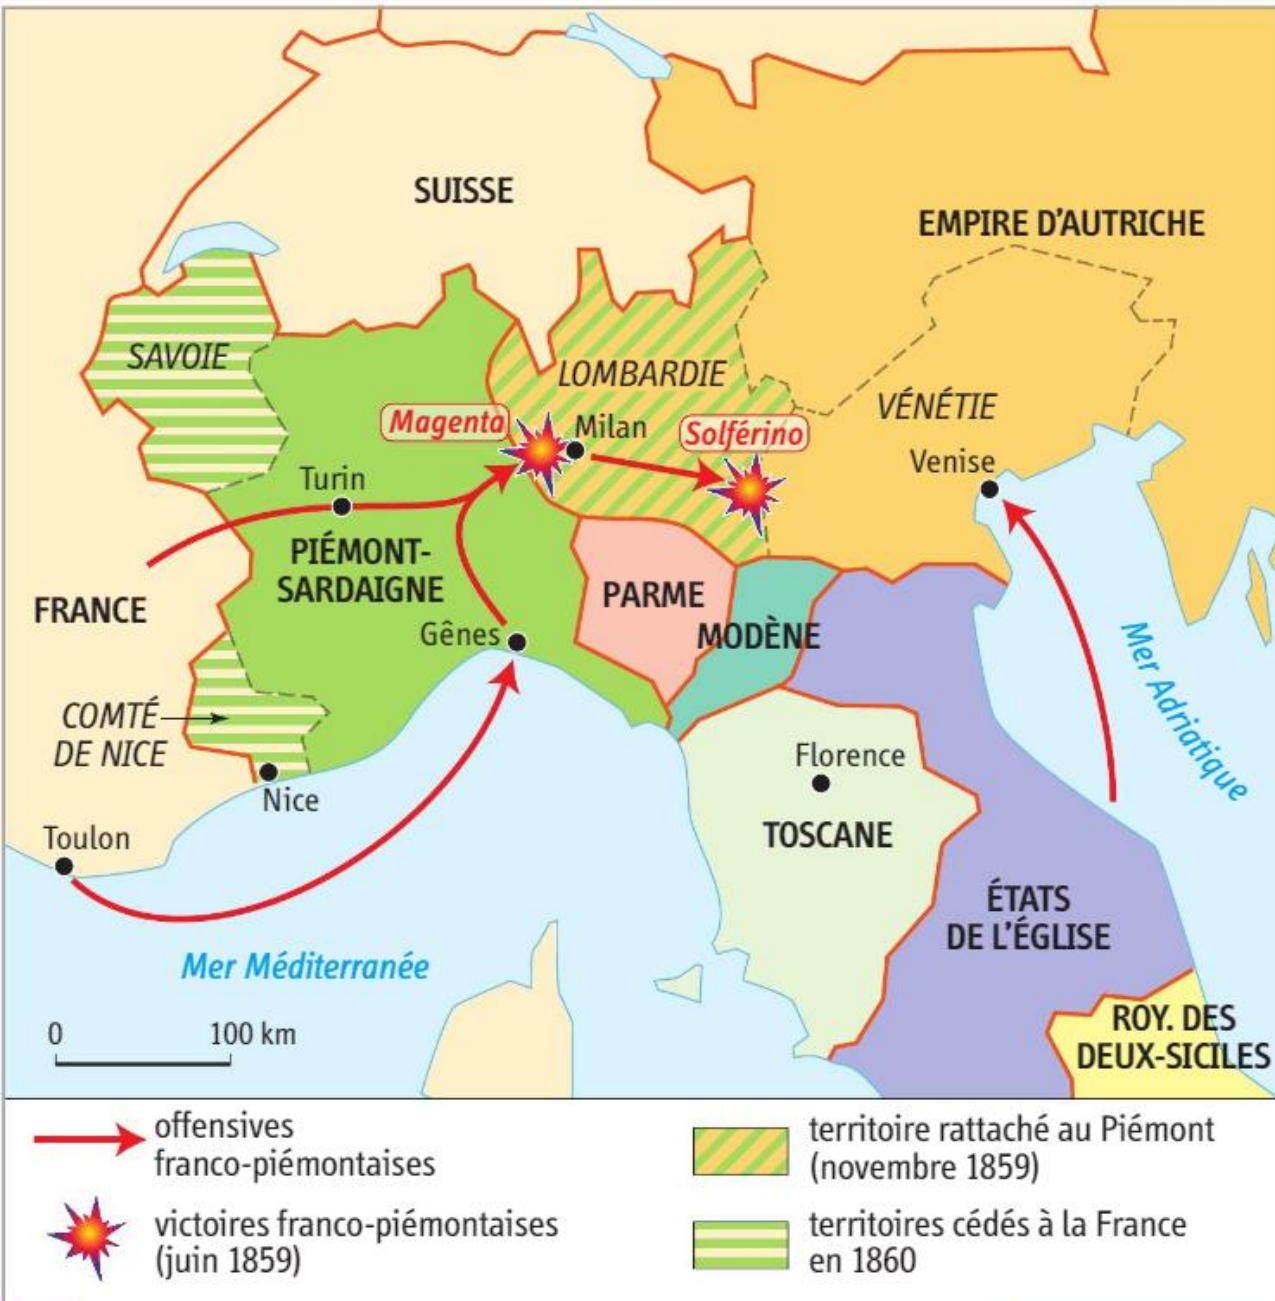 SUISSE
EMPIRE D'AUTRICHE
SAVOIE
LOMBARDIE
VÉNÉTIE
Magenta
Milan
Solférino
Venise
Turin
PIÉMONT-
SARDAIGNE
FRANCE
PARME
Gênes
MODÈNE
Mer Adriatique
COMTÉ
DE NICE
Nice
Florence
Toulon
TOSCANE
ÉTATS
DE L'ÉGLISE
Mer Méditerranée
0 100 km
ROY. DES
DEUX-SICILES
offensives
franco-piémontaises
victoires franco-piémontaises
(juin 1859)
territoire rattaché au Piémont
(novembre 1859)
territoires cédés à la France
en 1860